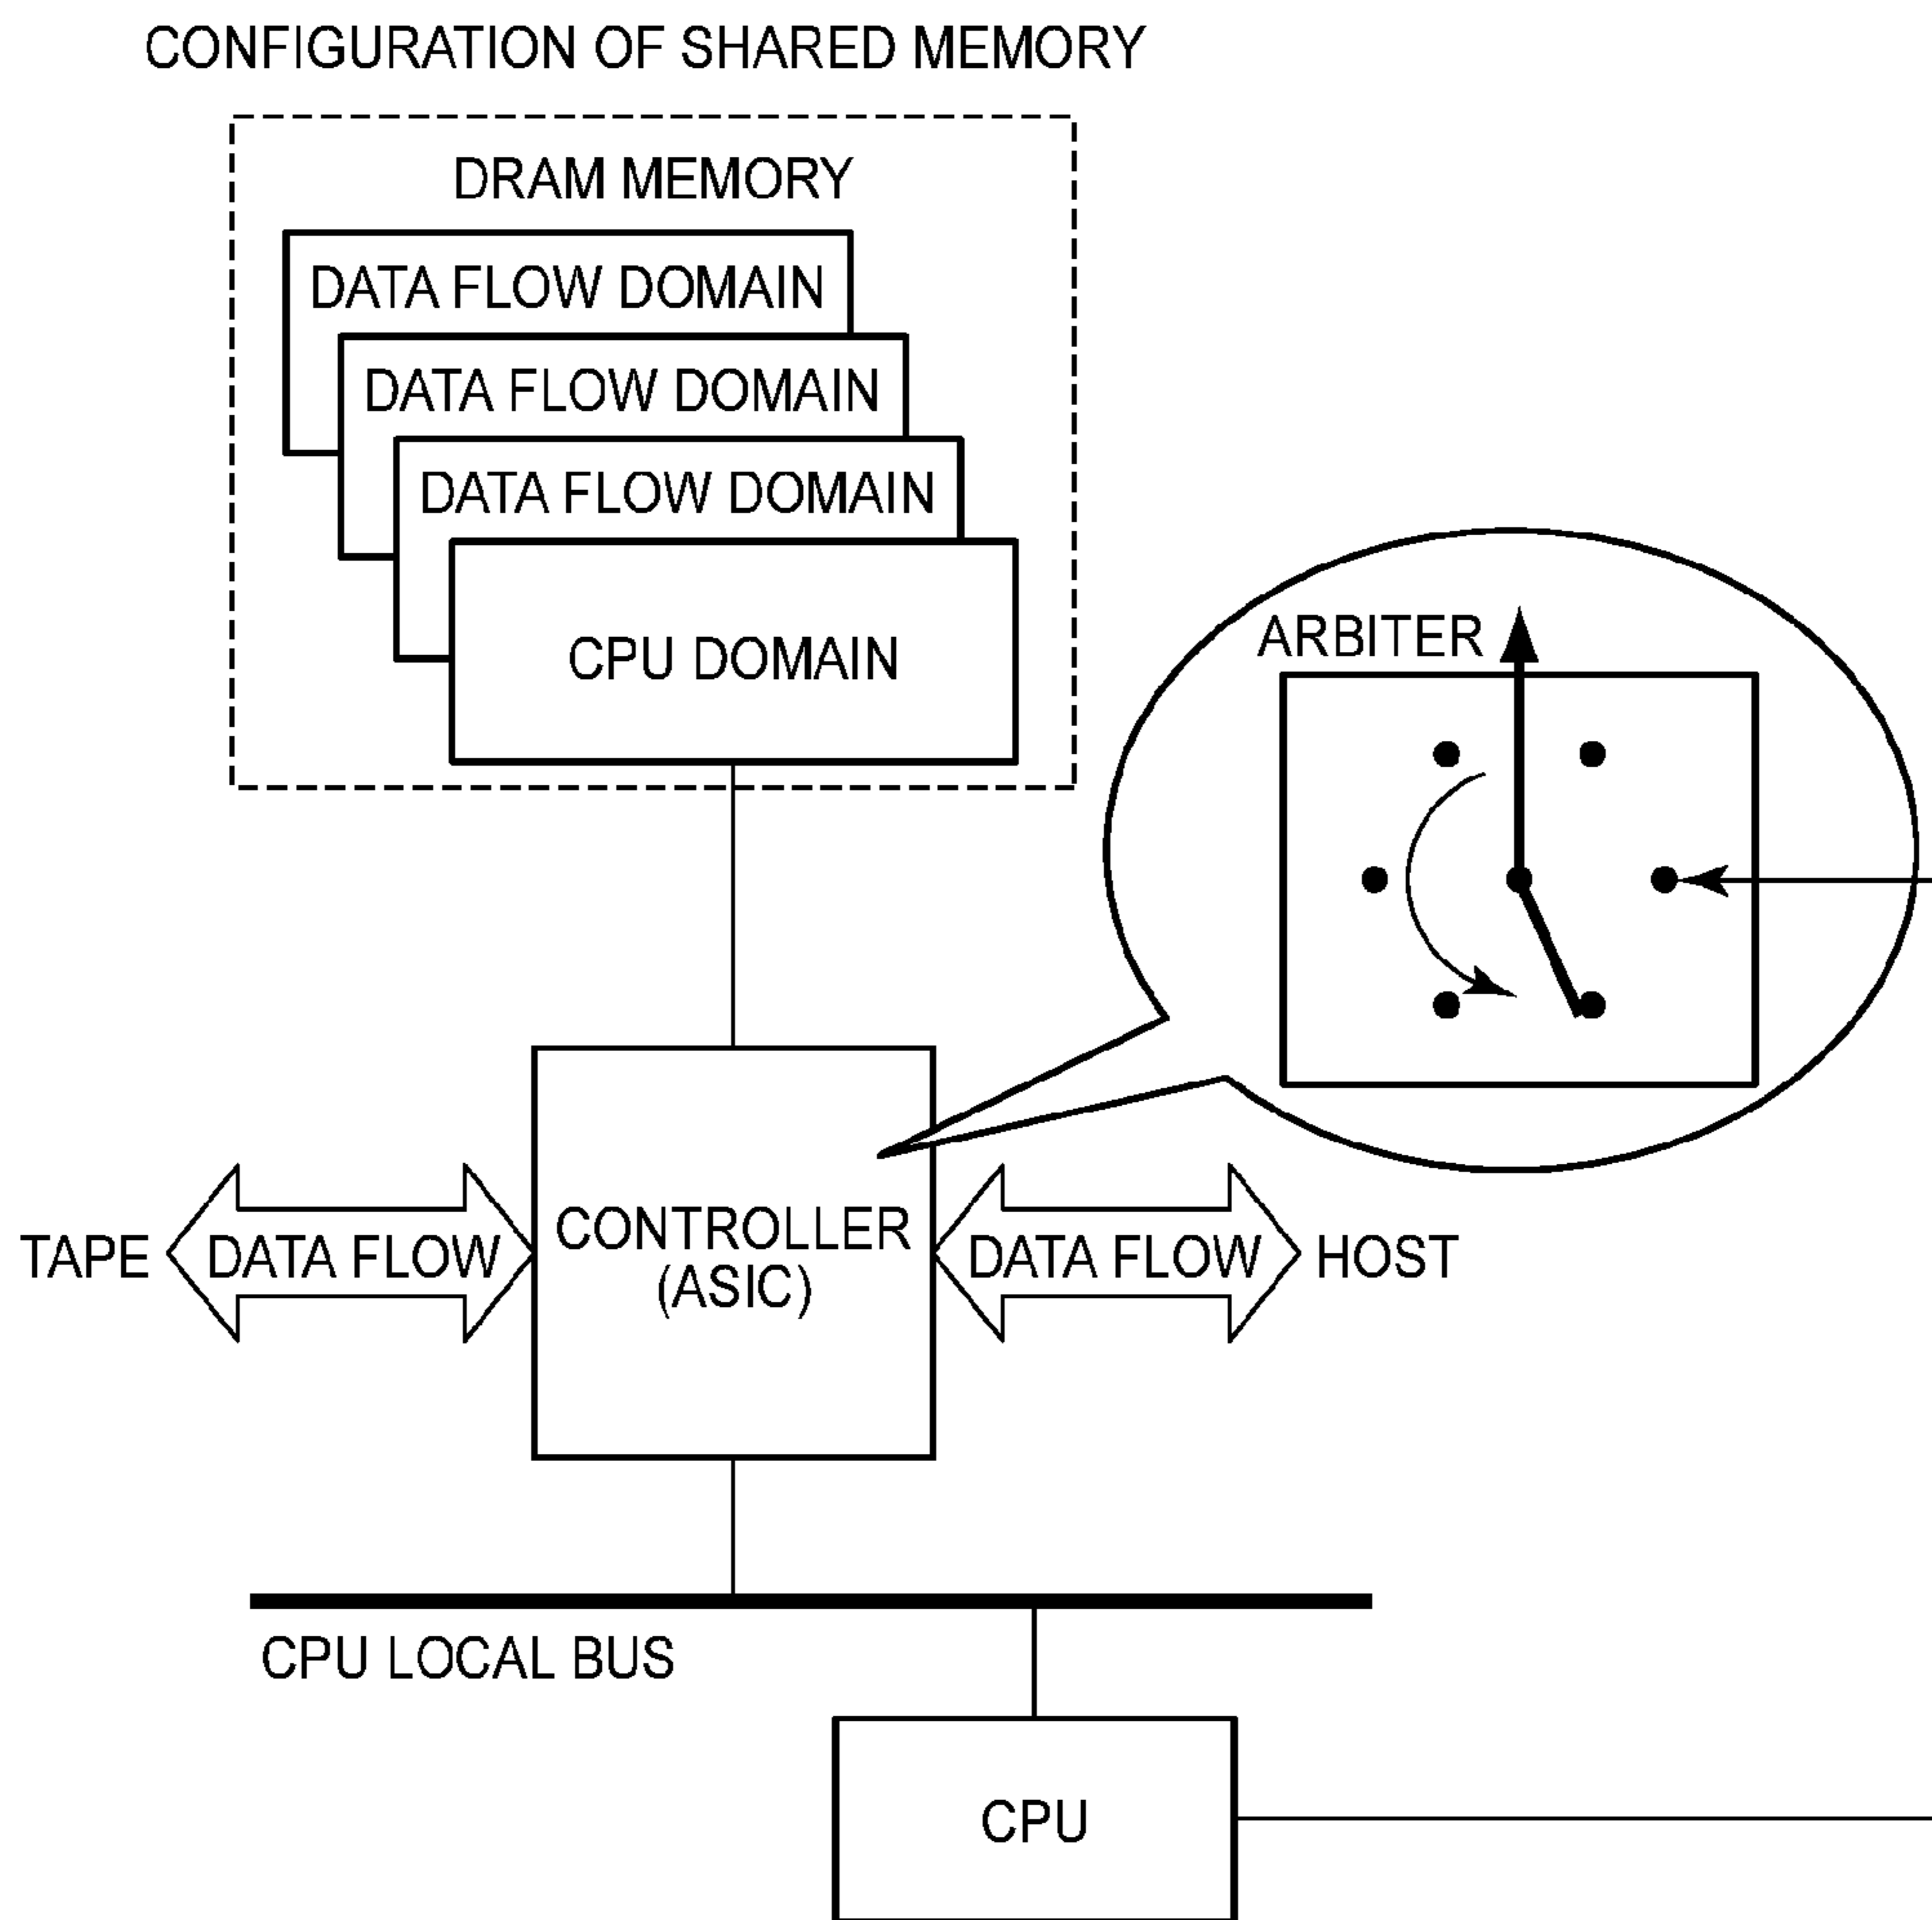 CONFIGURATION OF SHARED MEMORY
DRAM MEMORY
DATA FLOW DOMAIN
DATA FLOW DOMAIN
DATA FLOW DOMAIN
CPU DOMAIN
ARBITER
TAPE
DATA FLOW
CONTROLLER
(ASIC)
DATA FLOW
HOST
CPU LOCAL BUS
CPU